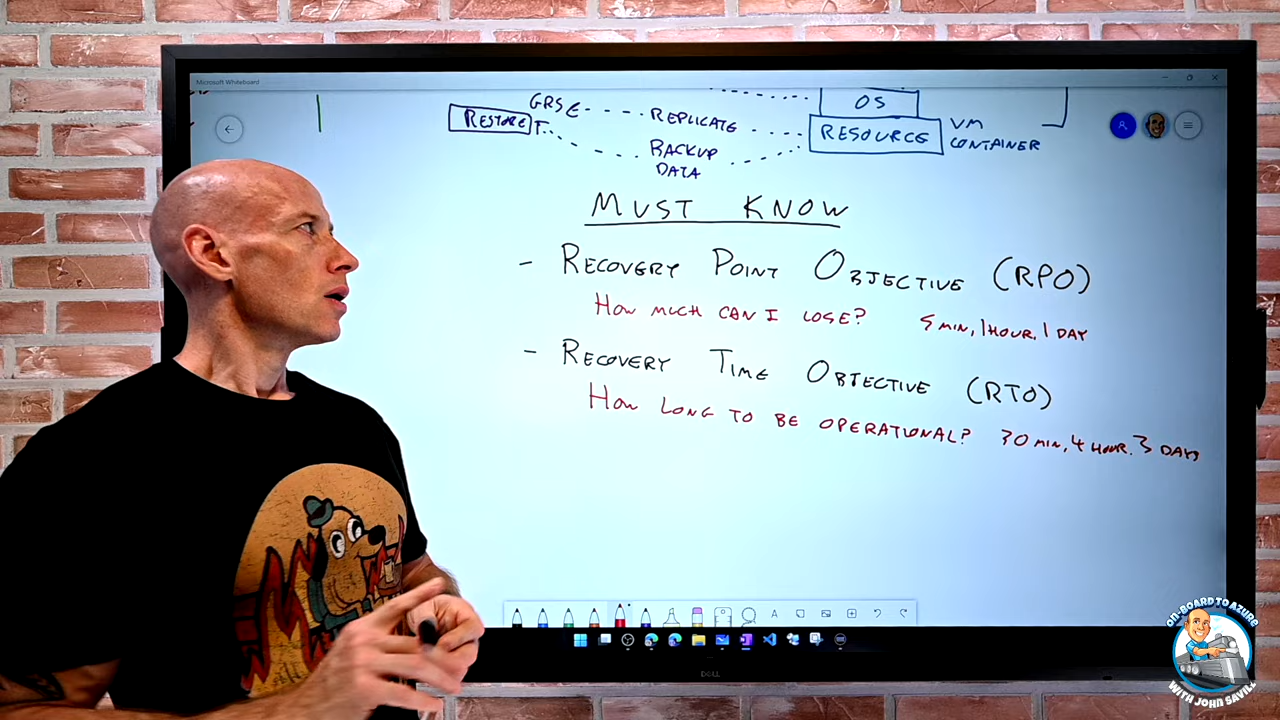 Microsoft Whiteboard
OS
GRS
REPLICATE
RESTORE
RESOURCE
VM
CONTAINER
BACKUP
DATA
MUST KNOW
- RECOVERY POINT OBJECTIVE (RPO)
HOW MUCH CAN I LOSE? 5 MIN, 1 HOUR, 1 DAY
- RECOVERY TIME OBJECTIVE (RTO)
HOW LONG TO BE OPERATIONAL? 30 MIN, 4 HOUR, 3 DAYS
DELL
ON-BOARD TO AZURE
WITH JOHN SAVILL